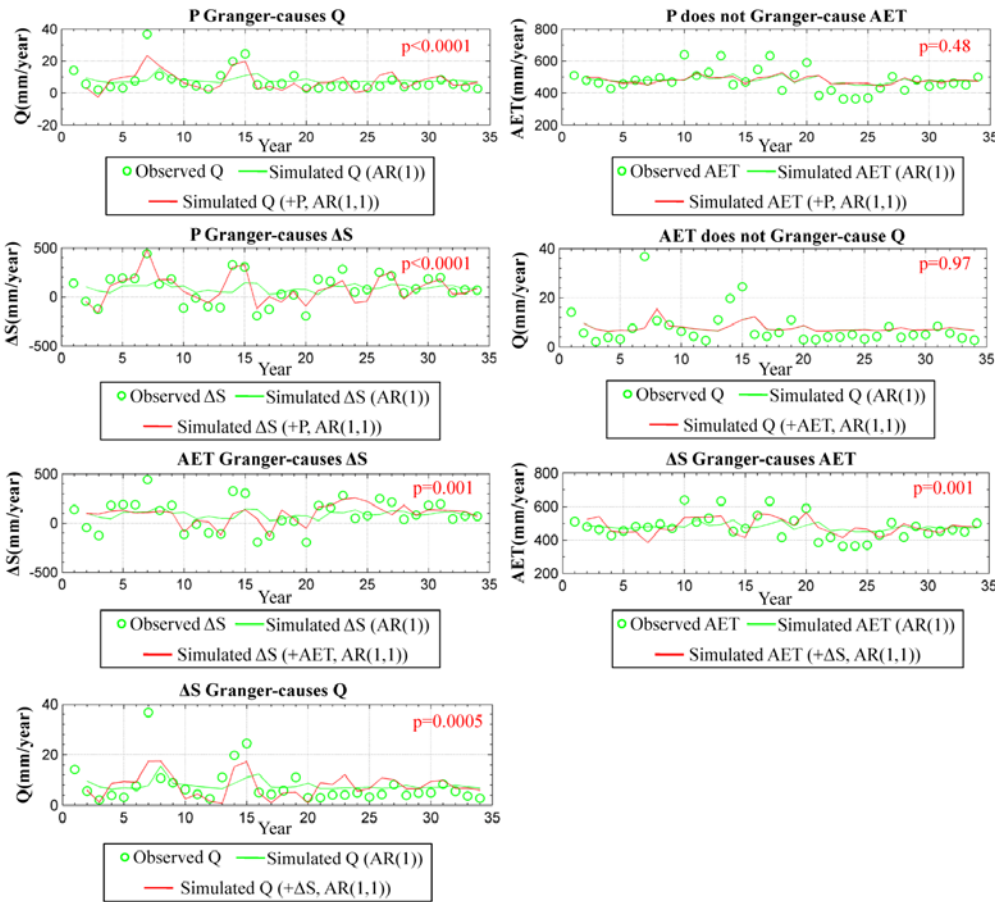 P Granger-causes Q
40
20
0
-20
Q(mm/year)
p<0.0001
0 5 10 15 20 25 30 35
Year
Observed Q Simulated Q (AR(1))
Simulated Q (+P, AR(1,1))
P does not Granger-cause AET
800
600
400
200
AET(mm/year)
p=0.48
0 5 10 15 20 25 30 35
Year
Observed AET Simulated AET (AR(1))
Simulated AET (+P, AR(1,1))
P Granger-causes ΔS
500
0
-500
ΔS(mm/year)
p<0.0001
0 5 10 15 20 25 30 35
Year
Observed ΔS Simulated ΔS (AR(1))
Simulated ΔS (+P, AR(1,1))
AET does not Granger-cause Q
40
20
0
Q(mm/year)
p=0.97
0 5 10 15 20 25 30 35
Year
Observed Q Simulated Q (AR(1))
Simulated Q (+AET, AR(1,1))
AET Granger-causes ΔS
500
0
-500
ΔS(mm/year)
p=0.001
0 5 10 15 20 25 30 35
Year
Observed ΔS Simulated ΔS (AR(1))
Simulated ΔS (+AET, AR(1,1))
ΔS Granger-causes AET
800
600
400
200
AET(mm/year)
p=0.001
0 5 10 15 20 25 30 35
Year
Observed AET Simulated AET (AR(1))
Simulated AET (+ΔS, AR(1,1))
ΔS Granger-causes Q
40
20
0
Q(mm/year)
p=0.0005
0 5 10 15 20 25 30 35
Year
Observed Q Simulated Q (AR(1))
Simulated Q (+ΔS, AR(1,1))